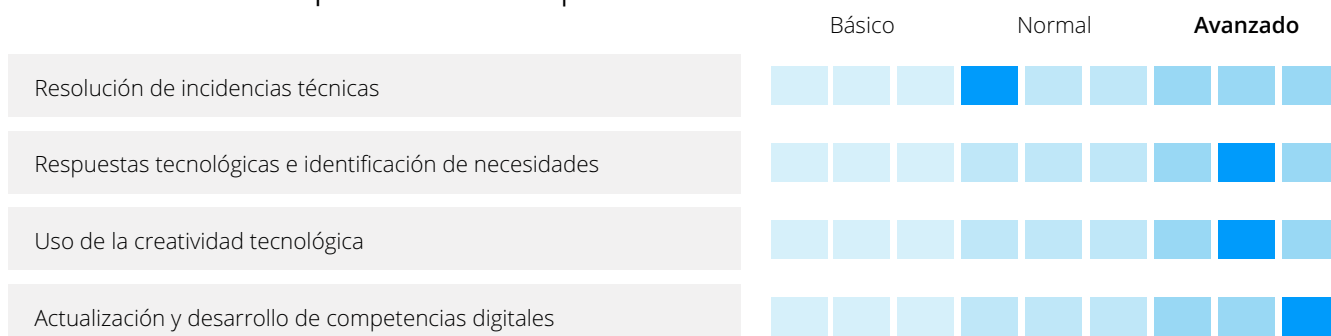 Básico Normal Avanzado
Resolución de incidencias técnicas
Respuestas tecnológicas e identificación de necesidades
Uso de la creatividad tecnológica
Actualización y desarrollo de competencias digitales